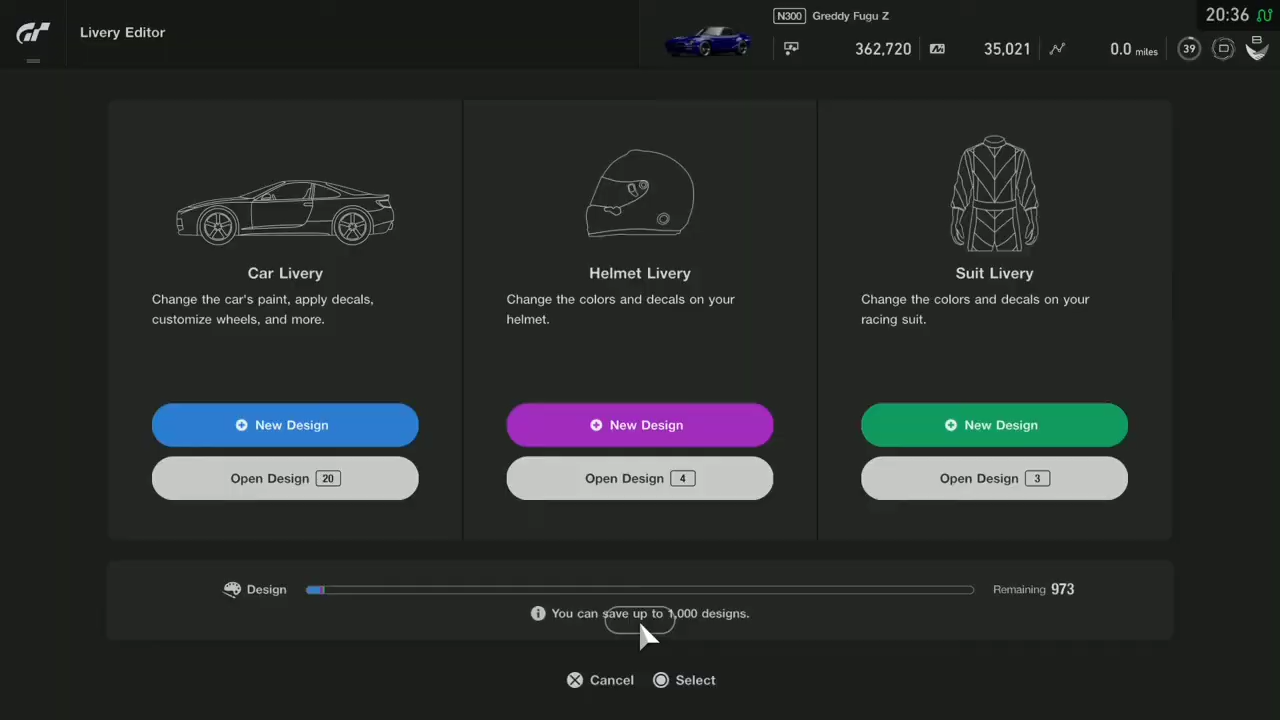 Livery Editor
N300 Greddy Fugu Z
362,720
35,021
0.0 miles
39
20:36
Car Livery
Change the car's paint, apply decals,
customize wheels, and more.
New Design
Open Design 20
Helmet Livery
Change the colors and decals on your
helmet.
New Design
Open Design 4
Suit Livery
Change the colors and decals on your
racing suit.
New Design
Open Design 3
Design
Remaining 973
You can save up to 1,000 designs.
Cancel Select